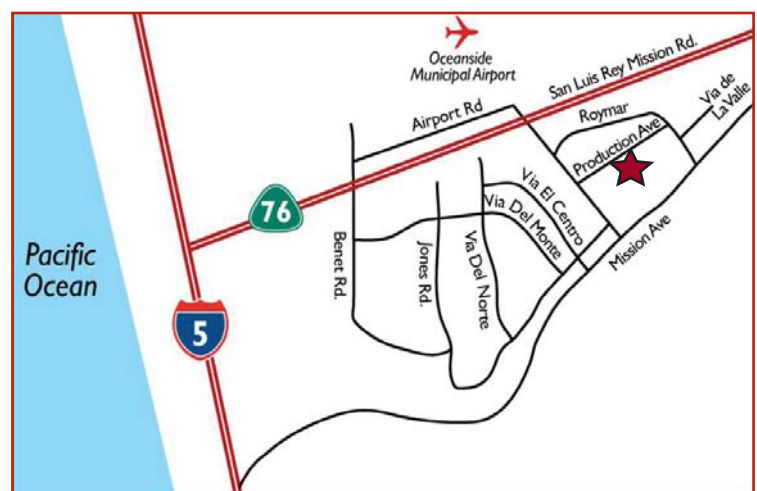 Oceanside
Municipal Airport
San Luis Rey Mission Rd.
Airport Rd
Roymar
Via de
La Valle
Production Ave
76
Via El Centro
Via Del Monte
Mission Ave
Benet Rd.
Jones Rd.
Via Del Norte
Pacific
Ocean
5